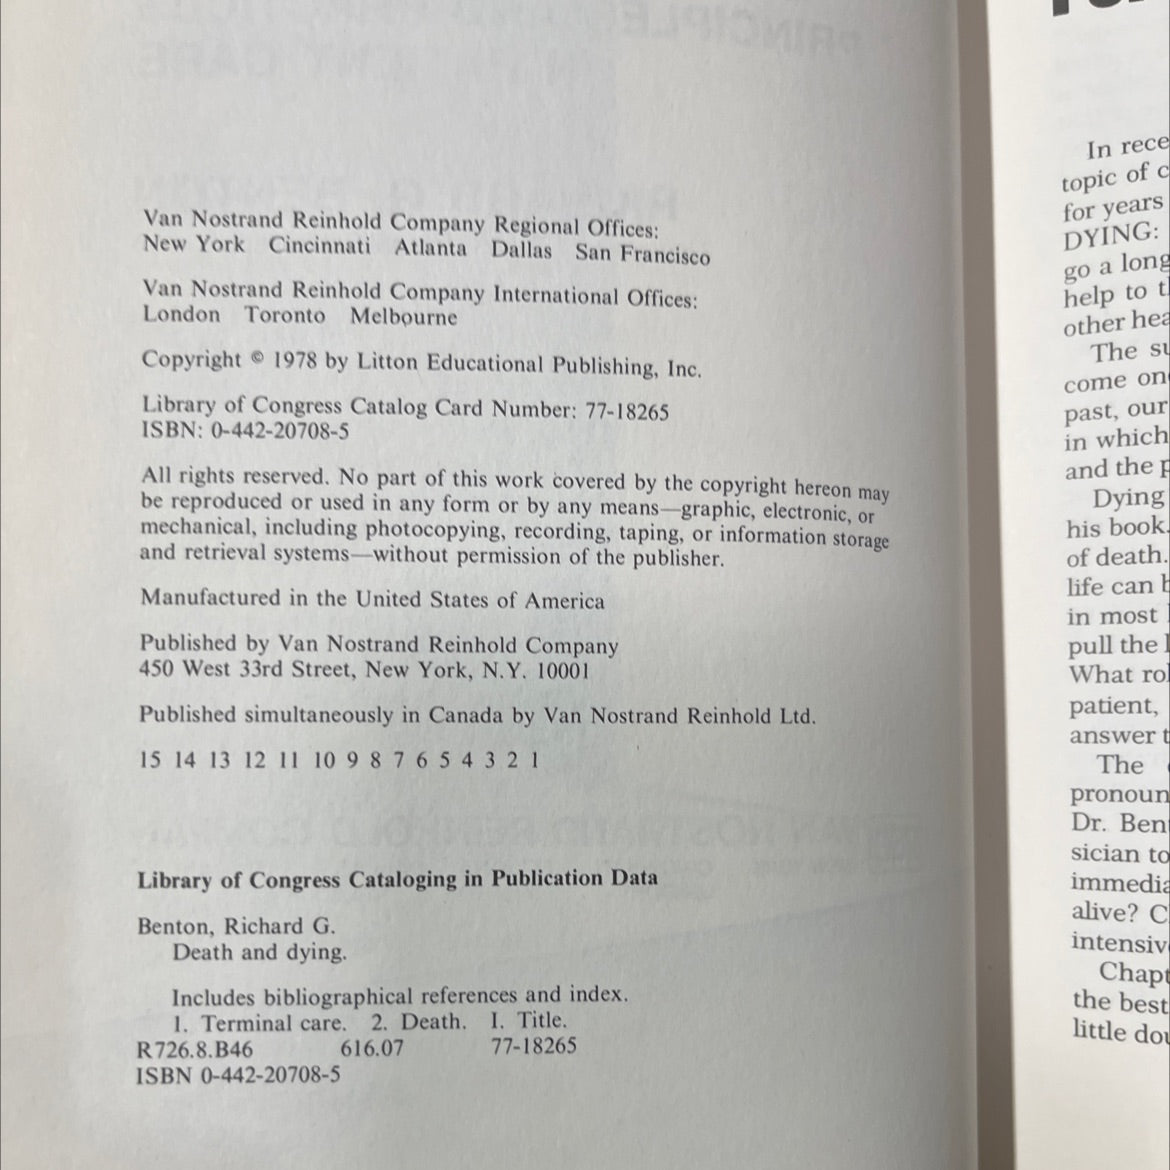 Van Nostrand Reinhold Company Regional Offices:
New York Cincinnati Atlanta Dallas San Francisco
Van Nostrand Reinhold Company International Offices:
London Toronto Melbourne
Copyright © 1978 by Litton Educational Publishing, Inc.
Library of Congress Catalog Card Number: 77-18265
ISBN: 0-442-20708-5
All rights reserved. No part of this work covered by the copyright hereon may
be reproduced or used in any form or by any means—graphic, electronic, or
mechanical, including photocopying, recording, taping, or information storage
and retrieval systems—without permission of the publisher.
Manufactured in the United States of America
Published by Van Nostrand Reinhold Company
450 West 33rd Street, New York, N.Y. 10001
Published simultaneously in Canada by Van Nostrand Reinhold Ltd.
15 14 13 12 11 10 9 8 7 6 5 4 3 2 1
Library of Congress Cataloging in Publication Data
Benton, Richard G.
Death and dying.
Includes bibliographical references and index.
1. Terminal care. 2. Death. I. Title.
R726.8.B46 616.07 77-18265
ISBN 0-442-20708-5
In rece
topic of c
for years
DYING:
go a long
help to t
other hea
The su
come on
past, our
in which
and the p
Dying
his book.
of death.
life can b
in most
pull the l
What rol
patient,
answer t
The
pronoun
Dr. Ben
sician to
immedia
alive? C
intensiv
Chapt
the best
little dou